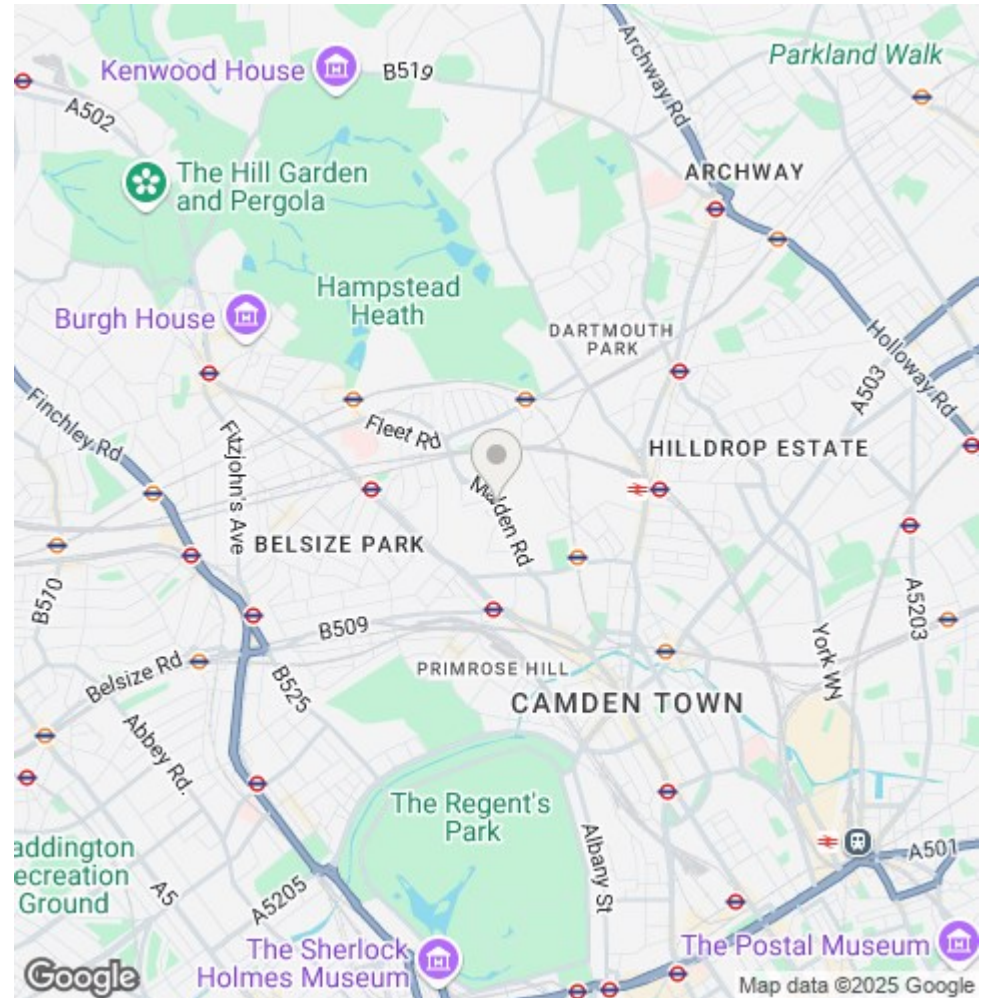 Kenwood House
B519
Archway Rd
Parkland Walk
A502
The Hill Garden
and Pergola
ARCHWAY
Hampstead
Heath
Burgh House
DARTMOUTH
PARK
Holloway Rd
A503
Finchley Rd
Fitzjohn's Ave
Fleet Rd
HILLDROP ESTATE
Malden Rd
BELSIZE PARK
B570
A5203
B509
York WN
Belsize Rd
B525
PRIMROSE HILL
CAMDEN TOWN
Abbey Rd.
The Regent's
Park
Albany St
addington
ecreation
Ground
A5
A5205
A501
The Sherlock
Holmes Museum
The Postal Museum
Google
Map data ©2025 Google